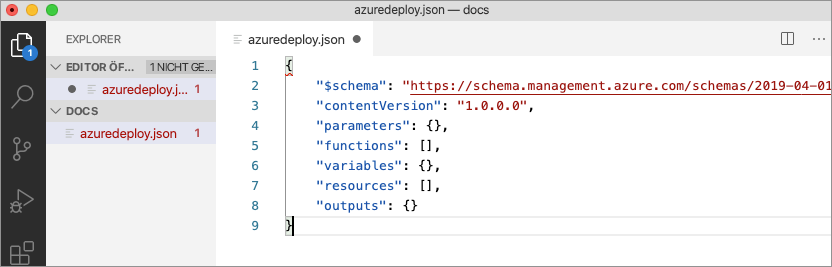 azuredeploy.json — docs
EXPLORER
azuredeploy.json
1
EDITOR ÖF... 1 NICHT GE...
azuredeploy.j... 1
DOCS
azuredeploy.json 1
1 {
2 "$schema": "https://schema.management.azure.com/schemas/2019-04-01
3 "contentVersion": "1.0.0.0",
4 "parameters": {},
5 "functions": [],
6 "variables": {},
7 "resources": [],
8 "outputs": {}
9 }